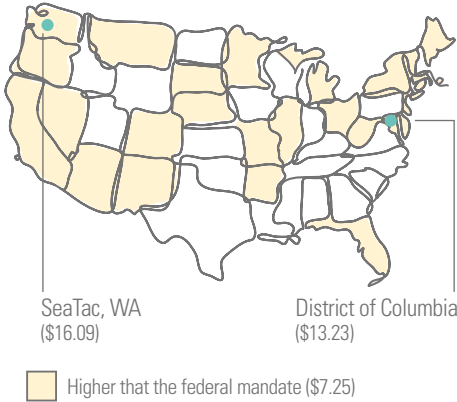 SeaTac, WA
($16.09)
District of Columbia
($13.23)
Higher that the federal mandate ($7.25)